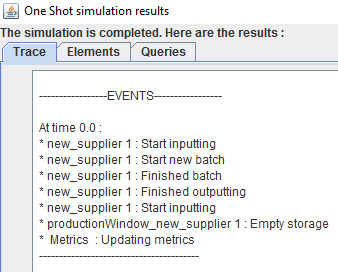 One Shot simulation results
The simulation is completed. Here are the results :
Trace Elements Queries
-----------------EVENTS-----------------
At time 0.0 :
* new_supplier 1 : Start inputting
* new_supplier 1 : Start new batch
* new_supplier 1 : Finished batch
* new_supplier 1 : Finished outputting
* new_supplier 1 : Start inputting
* productionWindow_new_supplier 1 : Empty storage
*  Metrics  : Updating metrics
----------------------------------------